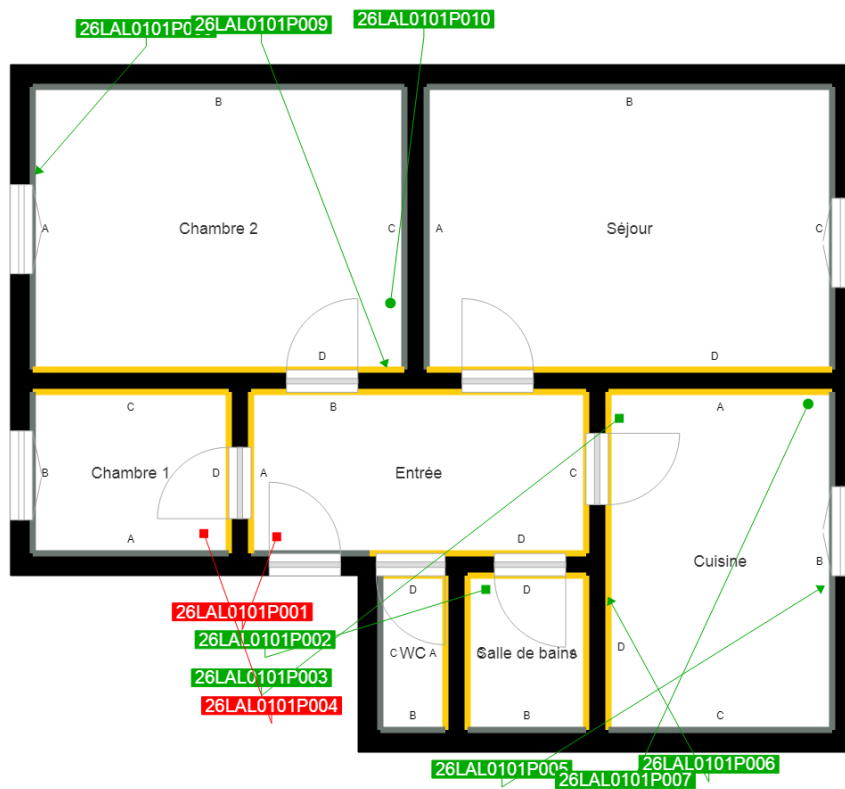 26LAL0101P009
26LAL0101P010
B
B
A
Chambre 2
C
A
Séjour
C
D
D
C
B
A
B
Chambre 1
D
A
Entrée
C
A
D
Cuisine
B
26LAL0101P001
D
D
26LAL0101P002
C
WC
A
Salle de bains
A
D
26LAL0101P003
26LAL0101P004
B
B
C
26LAL0101P005
26LAL0101P006
26LAL0101P007